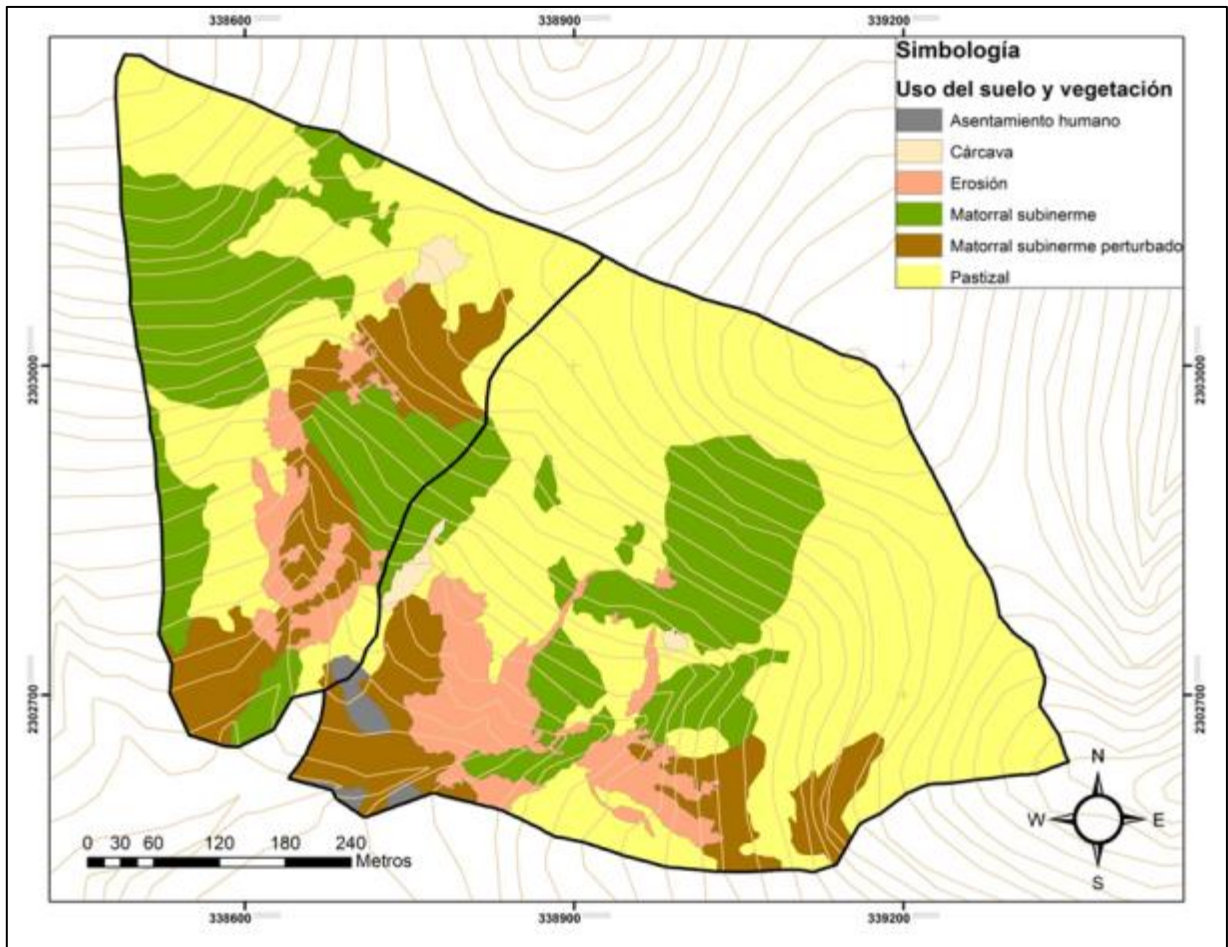 338600
338900
339200
Simbología
Uso del suelo y vegetación
Asentamiento humano
Cárcava
Erosión
Matorral subinerme
Matorral subinerme perturbado
Pastizal
2303000
2303000
2302700
2302700
N
W
E
S
0 30 60 120 180 240
Metros
338600
338900
339200